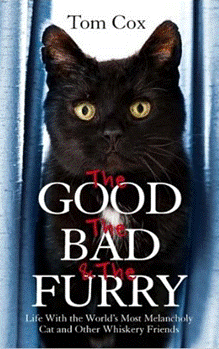 Tom Cox
The
GOOD
The
BAD
& The
FURRY
Life With the World's Most Melancholy
Cat and Other Whiskery Friends